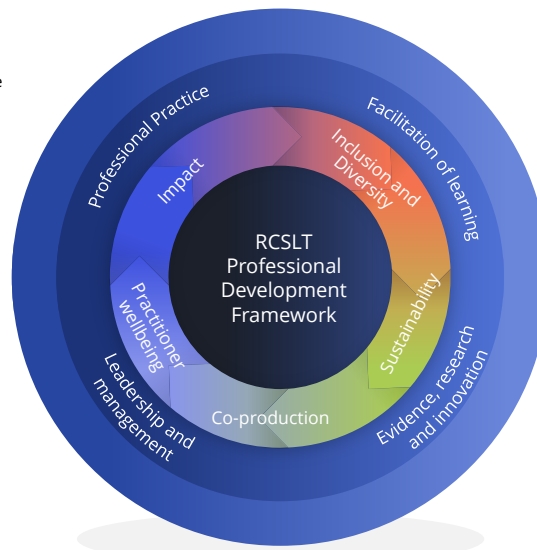 e
RCSLT
Professional
Development
Framework
Professional Practice
Facilitation of learning
Evidence, research
and innovation
Leadership and
management
Impact
Inclusion and
Diversity
Sustainability
Co-production
Practitioner
wellbeing